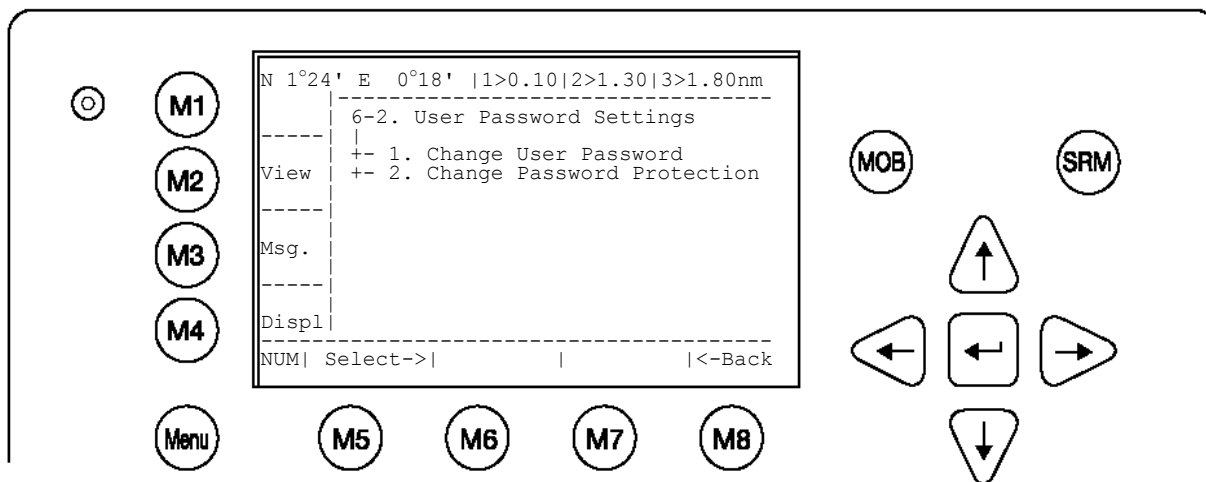 N 1°24' E 0°18' |1>0.10|2>1.30|3>1.80nm
6-2. User Password Settings
+- 1. Change User Password
View
+- 2. Change Password Protection
Msg.
Displ
NUM| Select->| | |<-Back
M1
M2
M3
M4
Menu
M5
M6
M7
M8
MOB
SRM